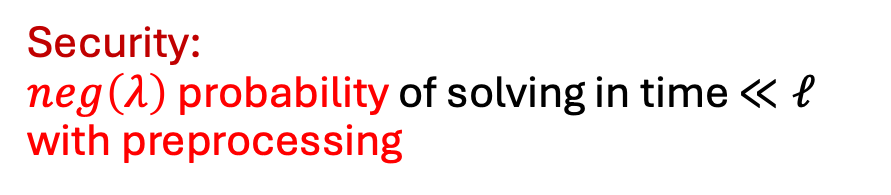 Security:
neg(λ) probability of solving in time ≪ ℓ
with preprocessing